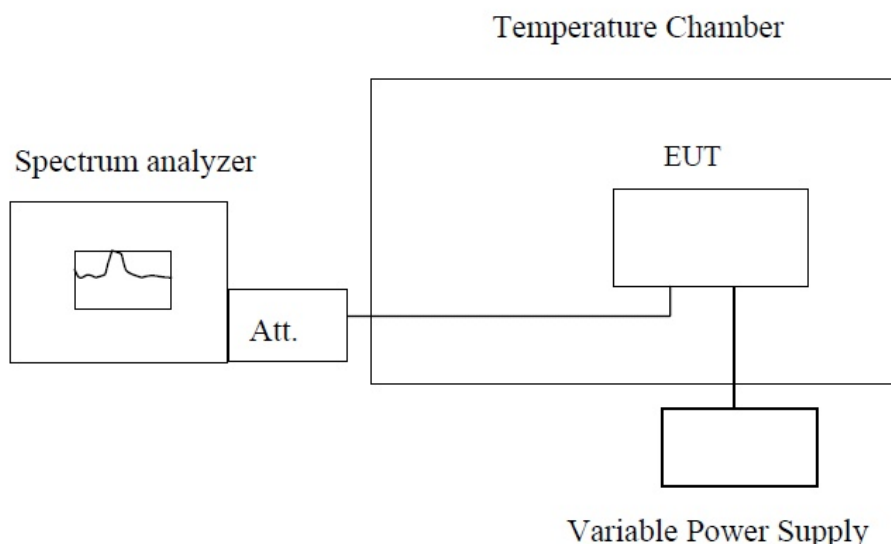 Temperature Chamber
Spectrum analyzer
EUT
Att.
Variable Power Supply